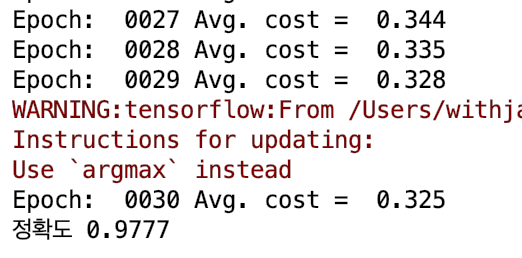 Epoch:  0027 Avg. cost =  0.344
Epoch:  0028 Avg. cost =  0.335
Epoch:  0029 Avg. cost =  0.328
WARNING:tensorflow:From /Users/withja
Instructions for updating:
Use `argmax` instead
Epoch:  0030 Avg. cost =  0.325
정확도 0.9777